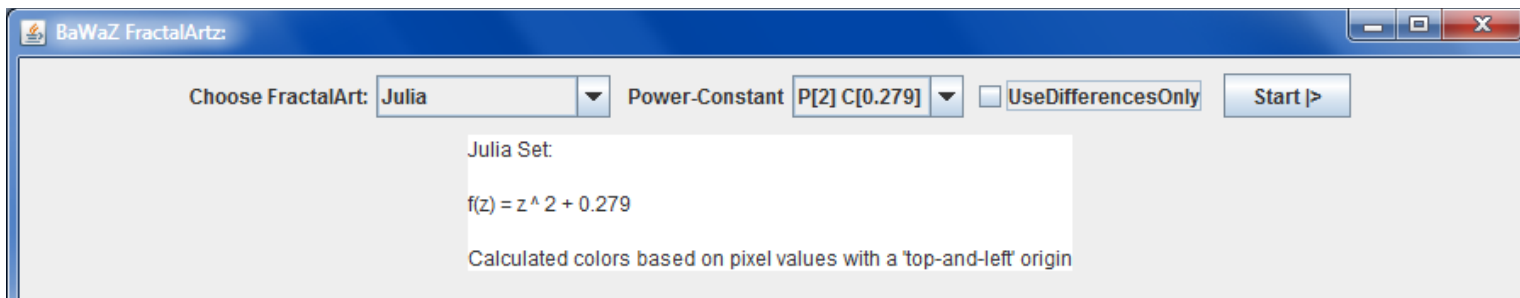 BaWaZ FractalArtz:
Choose FractalArt: Julia Power-Constant P[2] C[0.279] UseDifferencesOnly Start |>
Julia Set:
f(z) = z ^ 2 + 0.279
Calculated colors based on pixel values with a 'top-and-left' origin